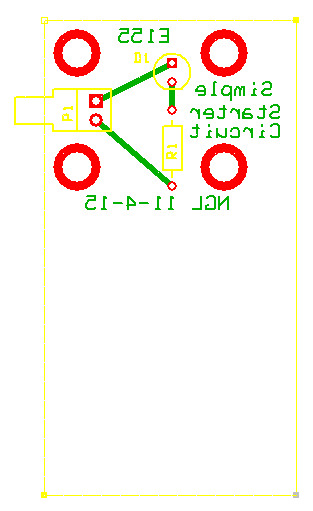 E155
D1
Simple
Starter
Circuit
P1
R1
NGL 11-4-15